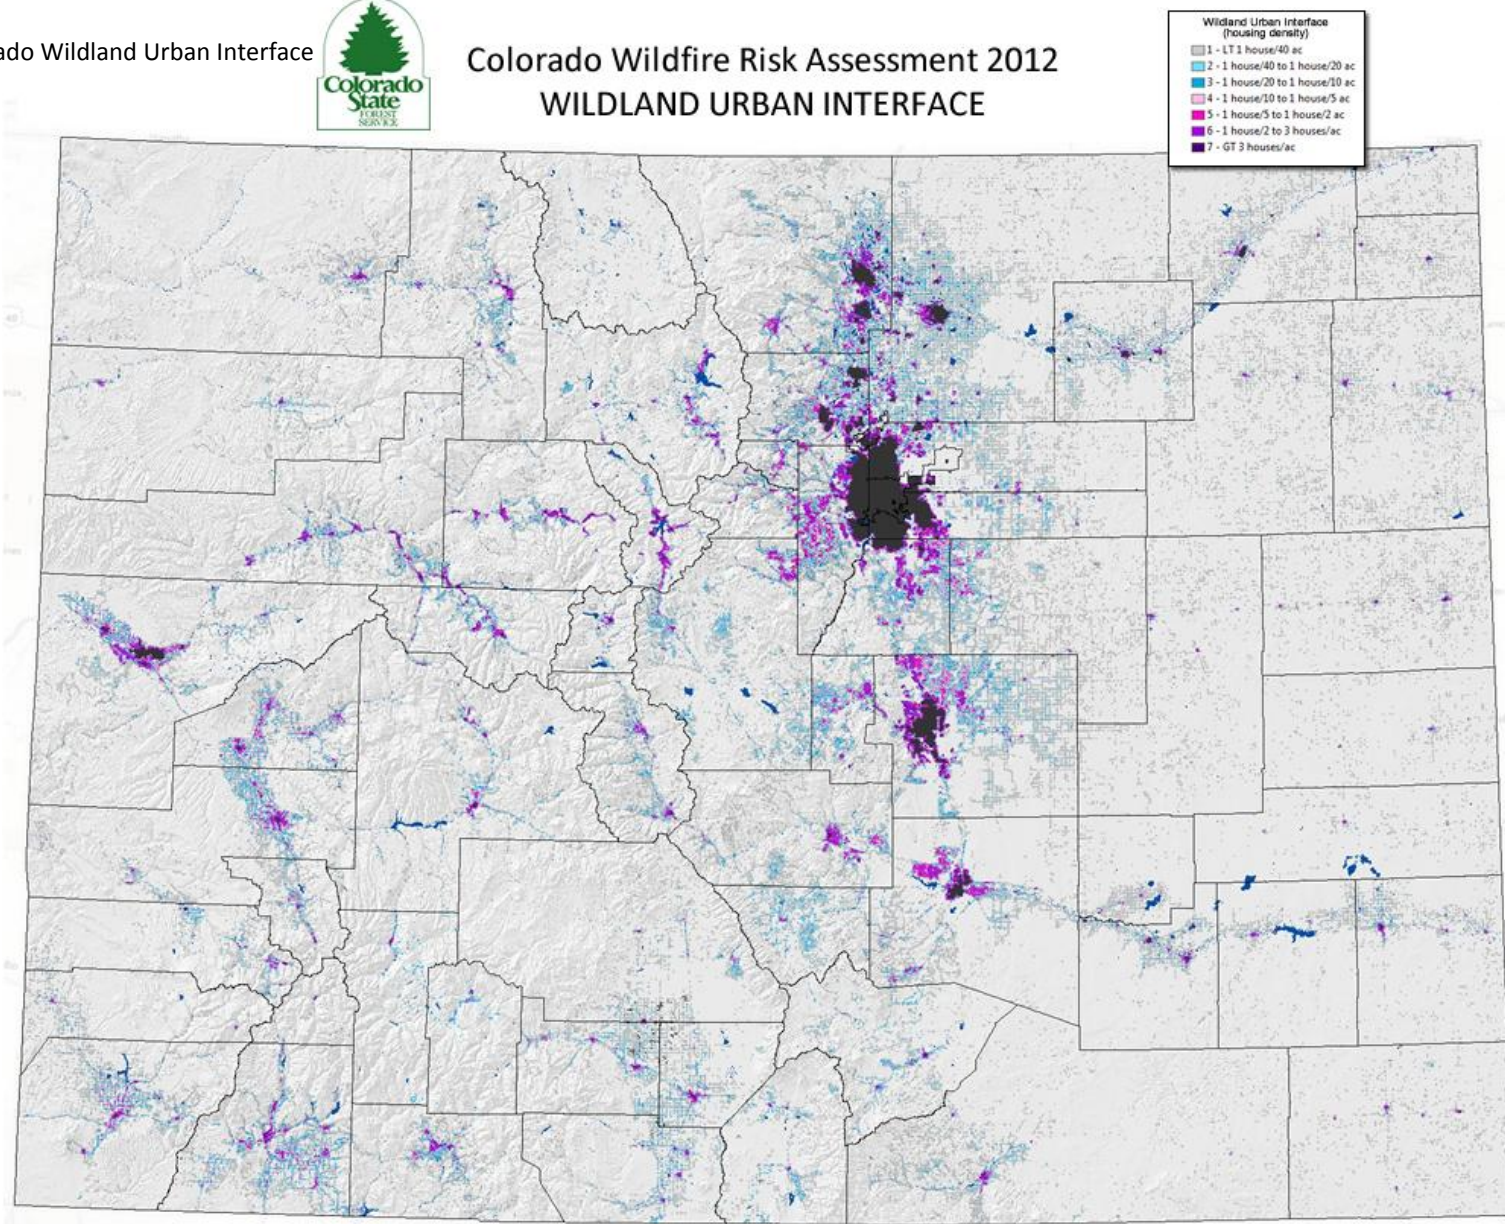 ado Wildland Urban Interface
Colorado
State
FOREST
SERVICE
Colorado Wildfire Risk Assessment 2012
WILDLAND URBAN INTERFACE
Wildland Urban Interface
(housing density)
1 - LT 1 house/40 ac
2 - 1 house/40 to 1 house/20 ac
3 - 1 house/20 to 1 house/10 ac
4 - 1 house/10 to 1 house/5 ac
5 - 1 house/5 to 1 house/2 ac
6 - 1 house/2 to 3 houses/ac
7 - GT 3 houses/ac